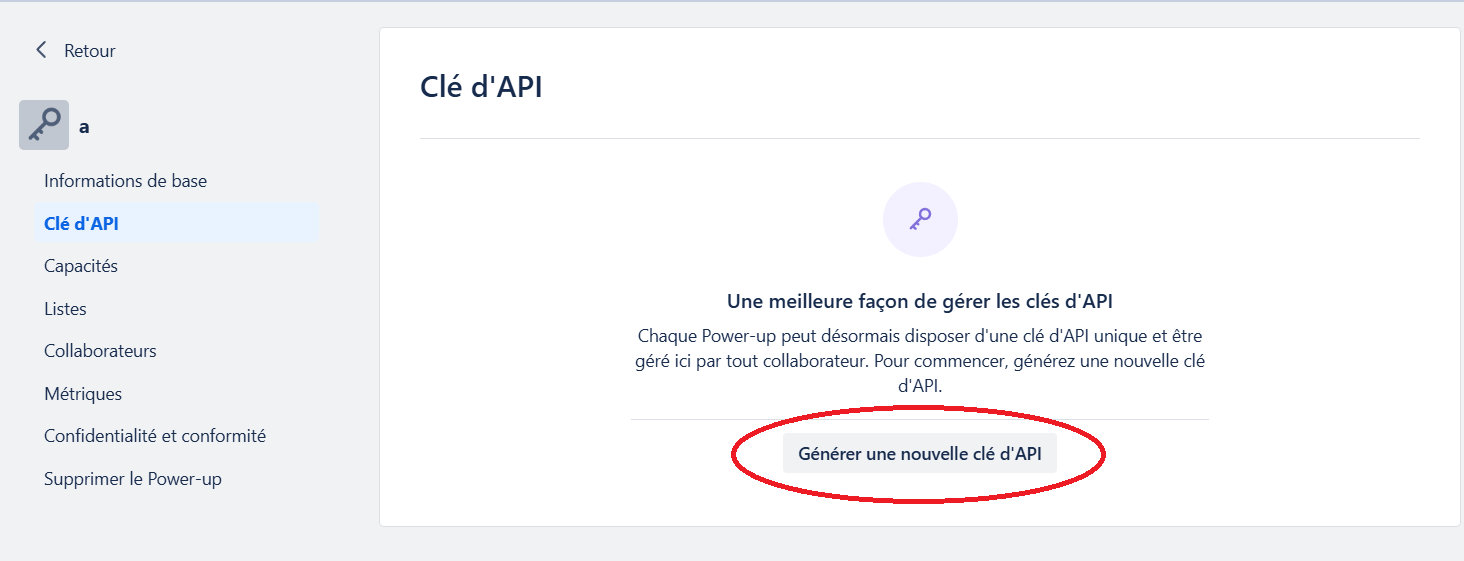 Retour
a
Informations de base
Clé d'API
Capacités
Listes
Collaborateurs
Métriques
Confidentialité et conformité
Supprimer le Power-up
Clé d'API
Une meilleure façon de gérer les clés d'API
Chaque Power-up peut désormais disposer d'une clé d'API unique et être
géré ici par tout collaborateur. Pour commencer, générez une nouvelle clé
d'API.
Générer une nouvelle clé d'API